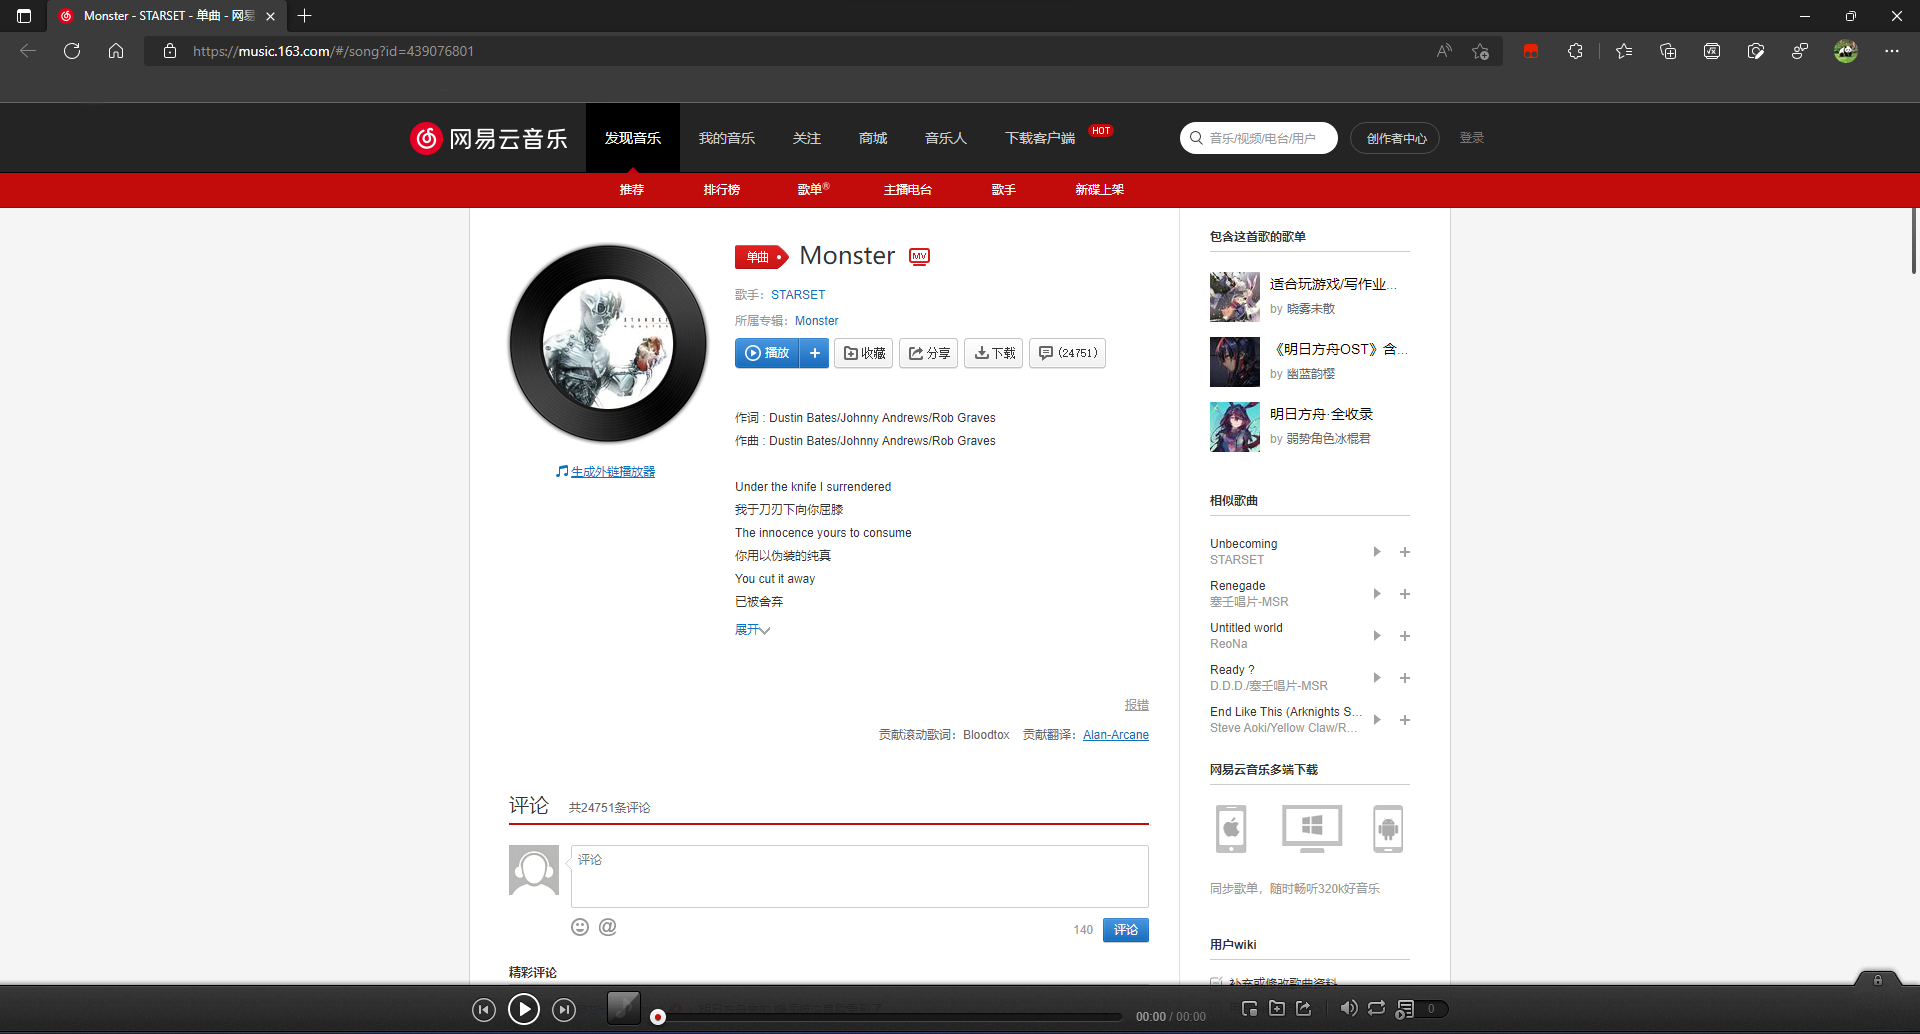 Monster - STARSET - 单曲 - 网易
https://music.163.com/#/song?id=439076801
网易云音乐
发现音乐
我的音乐
关注
商城
音乐人
下载客户端
HOT
音乐/视频/电台/用户
创作者中心
登录
推荐
排行榜
歌单®
主播电台
歌手
新碟上架
单曲
Monster
MV
歌手：STARSET
所属专辑：Monster
播放
收藏
分享
下载
(24751)
STARSET
MONSTER
生成外链播放器
作词 : Dustin Bates/Johnny Andrews/Rob Graves
作曲 : Dustin Bates/Johnny Andrews/Rob Graves
Under the knife I surrendered
我于刀刃下向你屈膝
The innocence yours to consume
你用以伪装的纯真
You cut it away
已被舍弃
展开
报错
贡献滚动歌词：Bloodtox 贡献翻译：Alan-Arcane
评论
共24751条评论
评论
@
140
评论
精彩评论
包含这首歌的歌单
适合玩游戏/写作业...
by 晓雾未散
《明日方舟OST》含...
by 幽蓝韵樱
明日方舟·全收录
by 弱势角色冰棍君
相似歌曲
Unbecoming
STARSET
Renegade
塞壬唱片-MSR
Untitled world
ReoNa
Ready ?
D.D.D./塞壬唱片-MSR
End Like This (Arknights S...
Steve Aoki/Yellow Claw/R...
网易云音乐多端下载
同步歌单，随时畅听320k好音乐
用户wiki
补充或修改歌曲资料
00:00 / 00:00
0